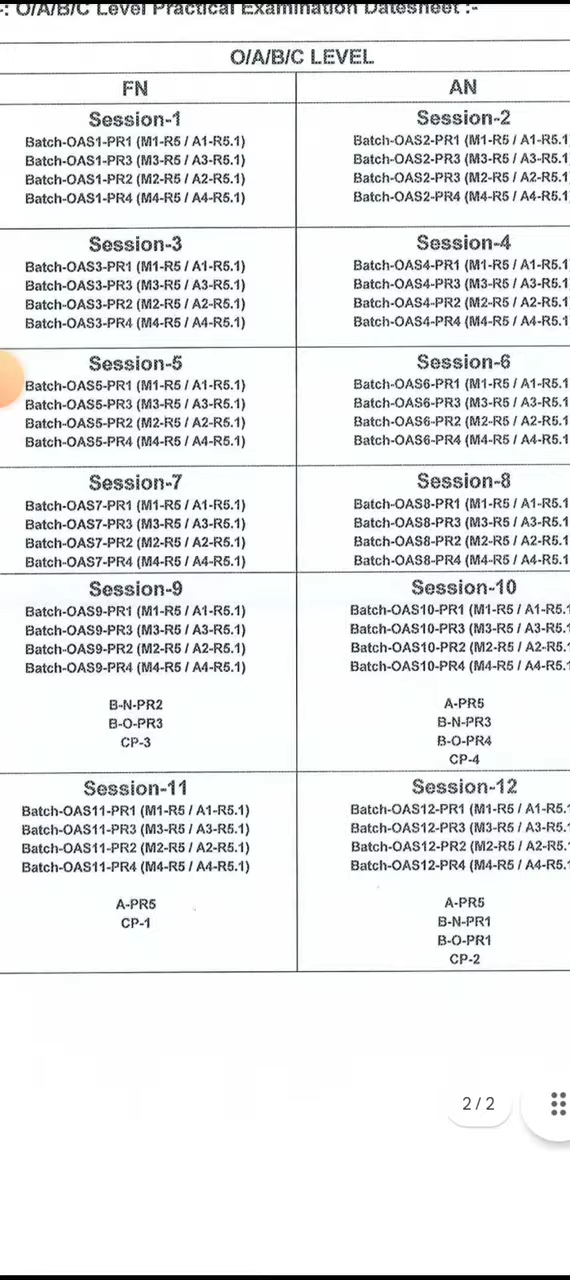 -: O/A/B/C Level Practical Examination Datesheet :-
O/A/B/C LEVEL
FN
AN
Session-1
Batch-OAS1-PR1 (M1-R5 / A1-R5.1)
Batch-OAS1-PR3 (M3-R5 / A3-R5.1)
Batch-OAS1-PR2 (M2-R5 / A2-R5.1)
Batch-OAS1-PR4 (M4-R5 / A4-R5.1)
Session-2
Batch-OAS2-PR1 (M1-R5 / A1-R5.1
Batch-OAS2-PR3 (M3-R5 / A3-R5.1
Batch-OAS2-PR3 (M2-R5 / A2-R5.1
Batch-OAS2-PR4 (M4-R5 / A4-R5.1
Session-3
Batch-OAS3-PR1 (M1-R5 / A1-R5.1)
Batch-OAS3-PR3 (M3-R5 / A3-R5.1)
Batch-OAS3-PR2 (M2-R5 / A2-R5.1)
Batch-OAS3-PR4 (M4-R5 / A4-R5.1)
Session-4
Batch-OAS4-PR1 (M1-R5 / A1-R5.1
Batch-OAS4-PR3 (M3-R5 / A3-R5.1
Batch-OAS4-PR2 (M2-R5 / A2-R5.1
Batch-OAS4-PR4 (M4-R5 / A4-R5.1
Session-5
Batch-OAS5-PR1 (M1-R5 / A1-R5.1)
Batch-OAS5-PR3 (M3-R5 / A3-R5.1)
Batch-OAS5-PR2 (M2-R5 / A2-R5.1)
Batch-OAS5-PR4 (M4-R5 / A4-R5.1)
Session-6
Batch-OAS6-PR1 (M1-R5 / A1-R5.1
Batch-OAS6-PR3 (M3-R5 / A3-R5.1
Batch-OAS6-PR2 (M2-R5 / A2-R5.1
Batch-OAS6-PR4 (M4-R5 / A4-R5.1
Session-7
Batch-OAS7-PR1 (M1-R5 / A1-R5.1)
Batch-OAS7-PR3 (M3-R5 / A3-R5.1)
Batch-OAS7-PR2 (M2-R5 / A2-R5.1)
Batch-OAS7-PR4 (M4-R5 / A4-R5.1)
Session-8
Batch-OAS8-PR1 (M1-R5 / A1-R5.1
Batch-OAS8-PR3 (M3-R5 / A3-R5.1
Batch-OAS8-PR2 (M2-R5 / A2-R5.1
Batch-OAS8-PR4 (M4-R5 / A4-R5.1
Session-9
Batch-OAS9-PR1 (M1-R5 / A1-R5.1)
Batch-OAS9-PR3 (M3-R5 / A3-R5.1)
Batch-OAS9-PR2 (M2-R5 / A2-R5.1)
Batch-OAS9-PR4 (M4-R5 / A4-R5.1)
B-N-PR2
B-O-PR3
CP-3
Session-10
Batch-OAS10-PR1 (M1-R5 / A1-R5.1
Batch-OAS10-PR3 (M3-R5 / A3-R5.1
Batch-OAS10-PR2 (M2-R5 / A2-R5.1
Batch-OAS10-PR4 (M4-R5 / A4-R5.1
A-PR5
B-N-PR3
B-O-PR4
CP-4
Session-11
Batch-OAS11-PR1 (M1-R5 / A1-R5.1)
Batch-OAS11-PR3 (M3-R5 / A3-R5.1)
Batch-OAS11-PR2 (M2-R5 / A2-R5.1)
Batch-OAS11-PR4 (M4-R5 / A4-R5.1)
A-PR5
CP-1
Session-12
Batch-OAS12-PR1 (M1-R5 / A1-R5.1
Batch-OAS12-PR3 (M3-R5 / A3-R5.1
Batch-OAS12-PR2 (M2-R5 / A2-R5.1
Batch-OAS12-PR4 (M4-R5 / A4-R5.1
A-PR5
B-N-PR1
B-O-PR1
CP-2
2 / 2